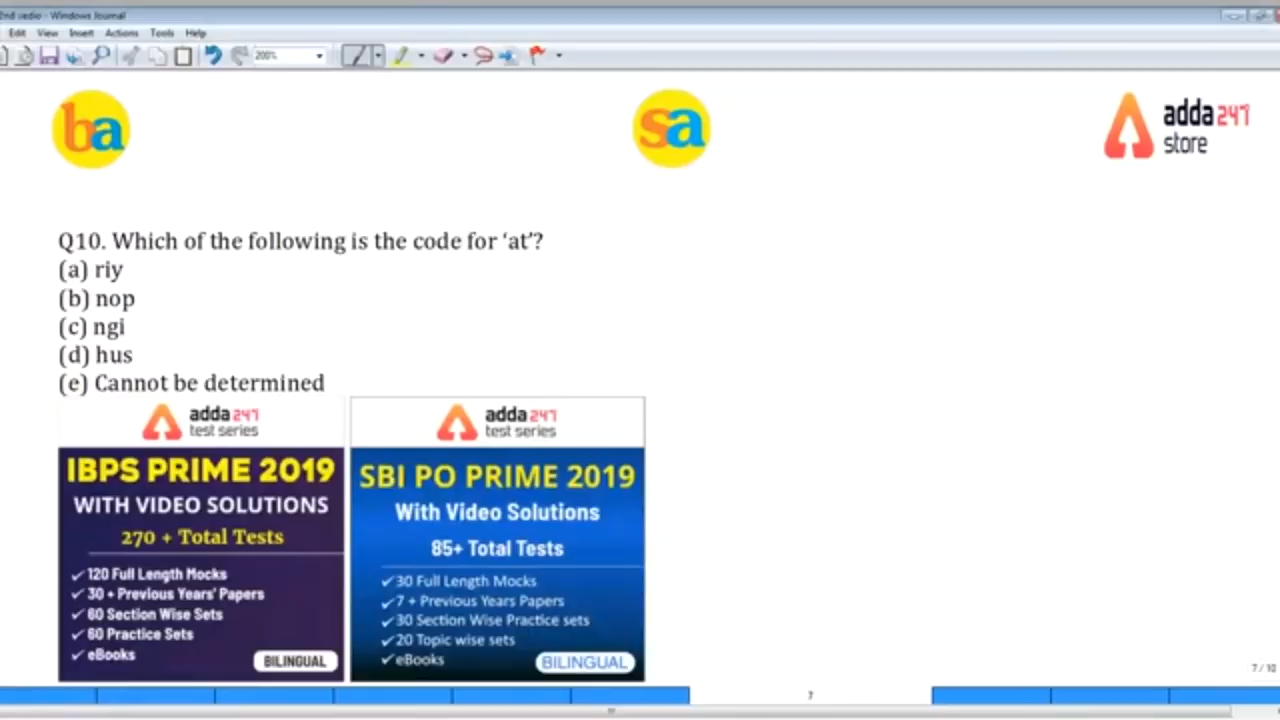 2nd vedio - Windows Journal
Edit View Insert Actions Tools Help
200%
ba
sa
adda 247
store
Q10. Which of the following is the code for ‘at’?
(a) riy
(b) nop
(c) ngi
(d) hus
(e) Cannot be determined
adda 247
test series
IBPS PRIME 2019
WITH VIDEO SOLUTIONS
270 + Total Tests
120 Full Length Mocks
30 + Previous Years' Papers
60 Section Wise Sets
60 Practice Sets
eBooks
BILINGUAL
adda 247
test series
SBI PO PRIME 2019
With Video Solutions
85+ Total Tests
30 Full Length Mocks
7 + Previous Years Papers
30 Section Wise Practice sets
20 Topic wise sets
eBooks
BILINGUAL
7 / 10
7